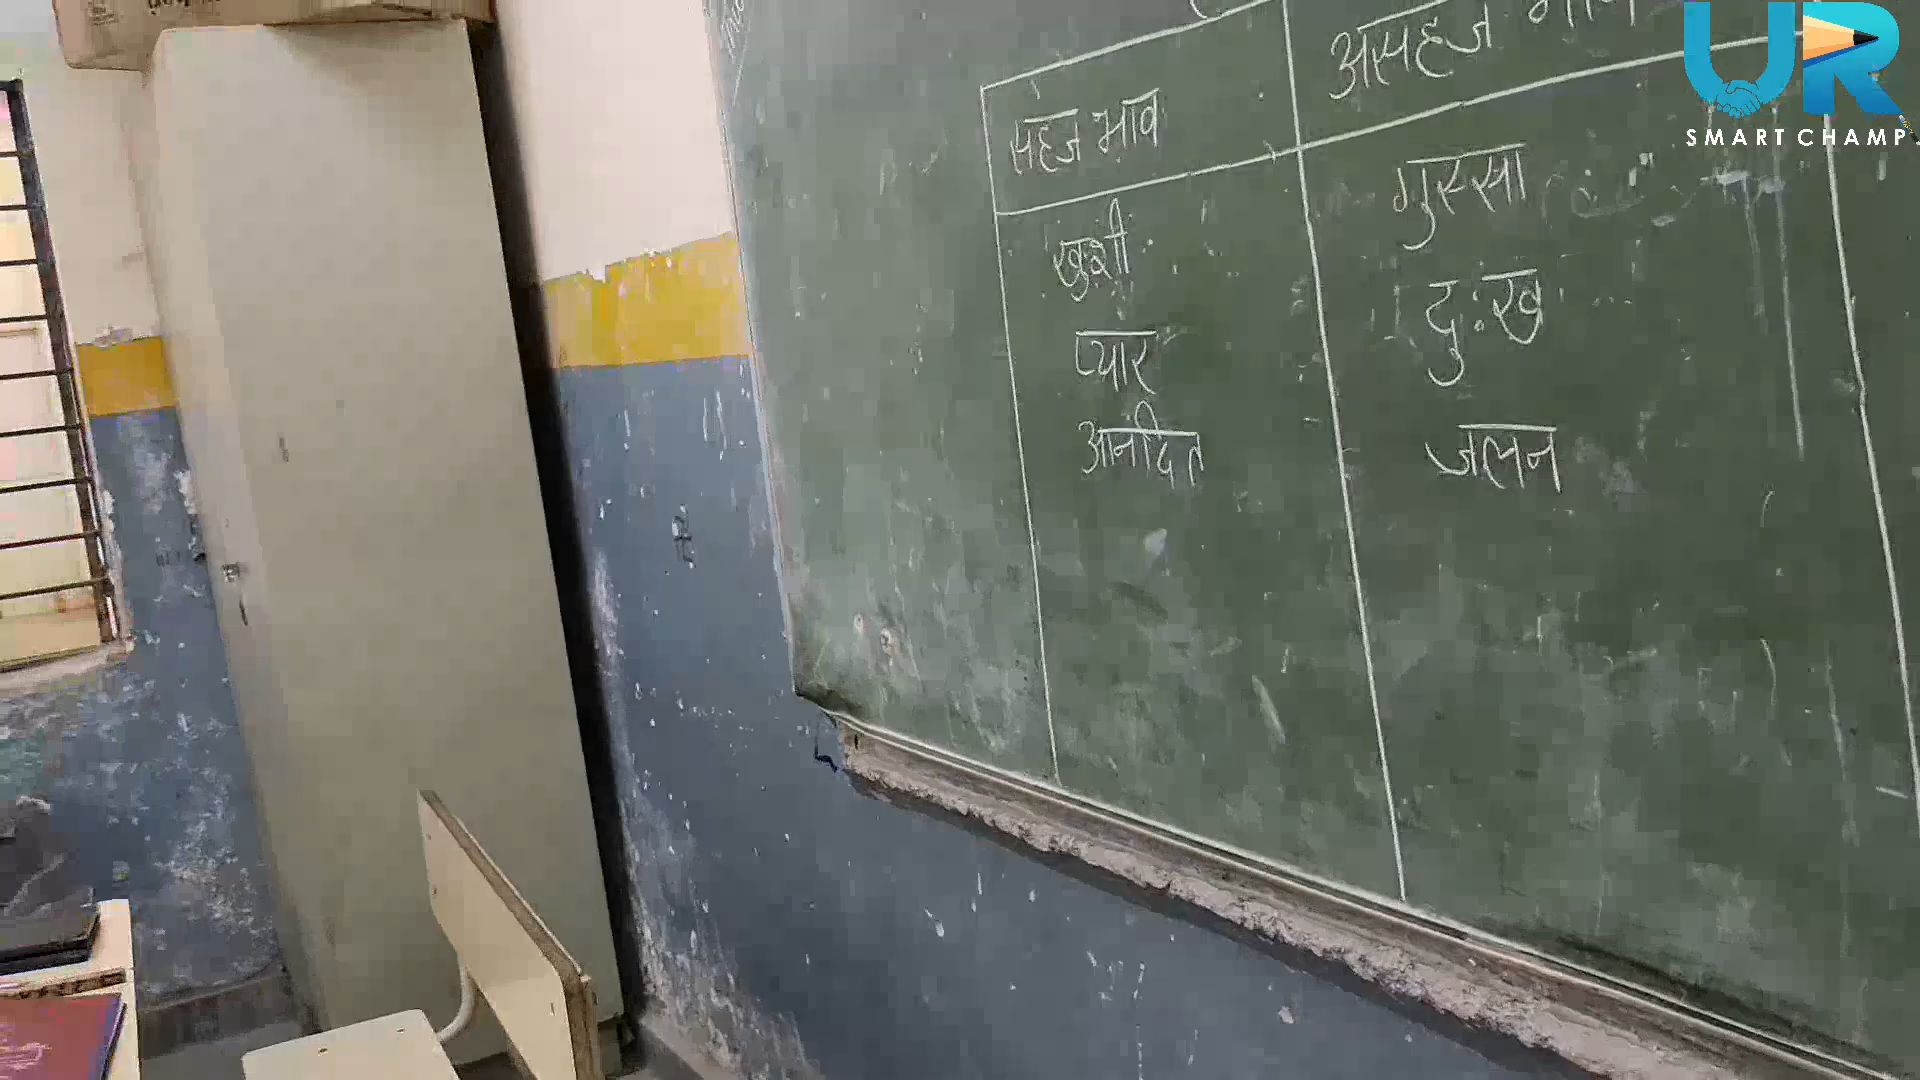 सहज भाव
असहज भाव
खुशी
गुस्सा
प्यार
दुःख
आनंदित
जलन
UR
SMART CHAMP